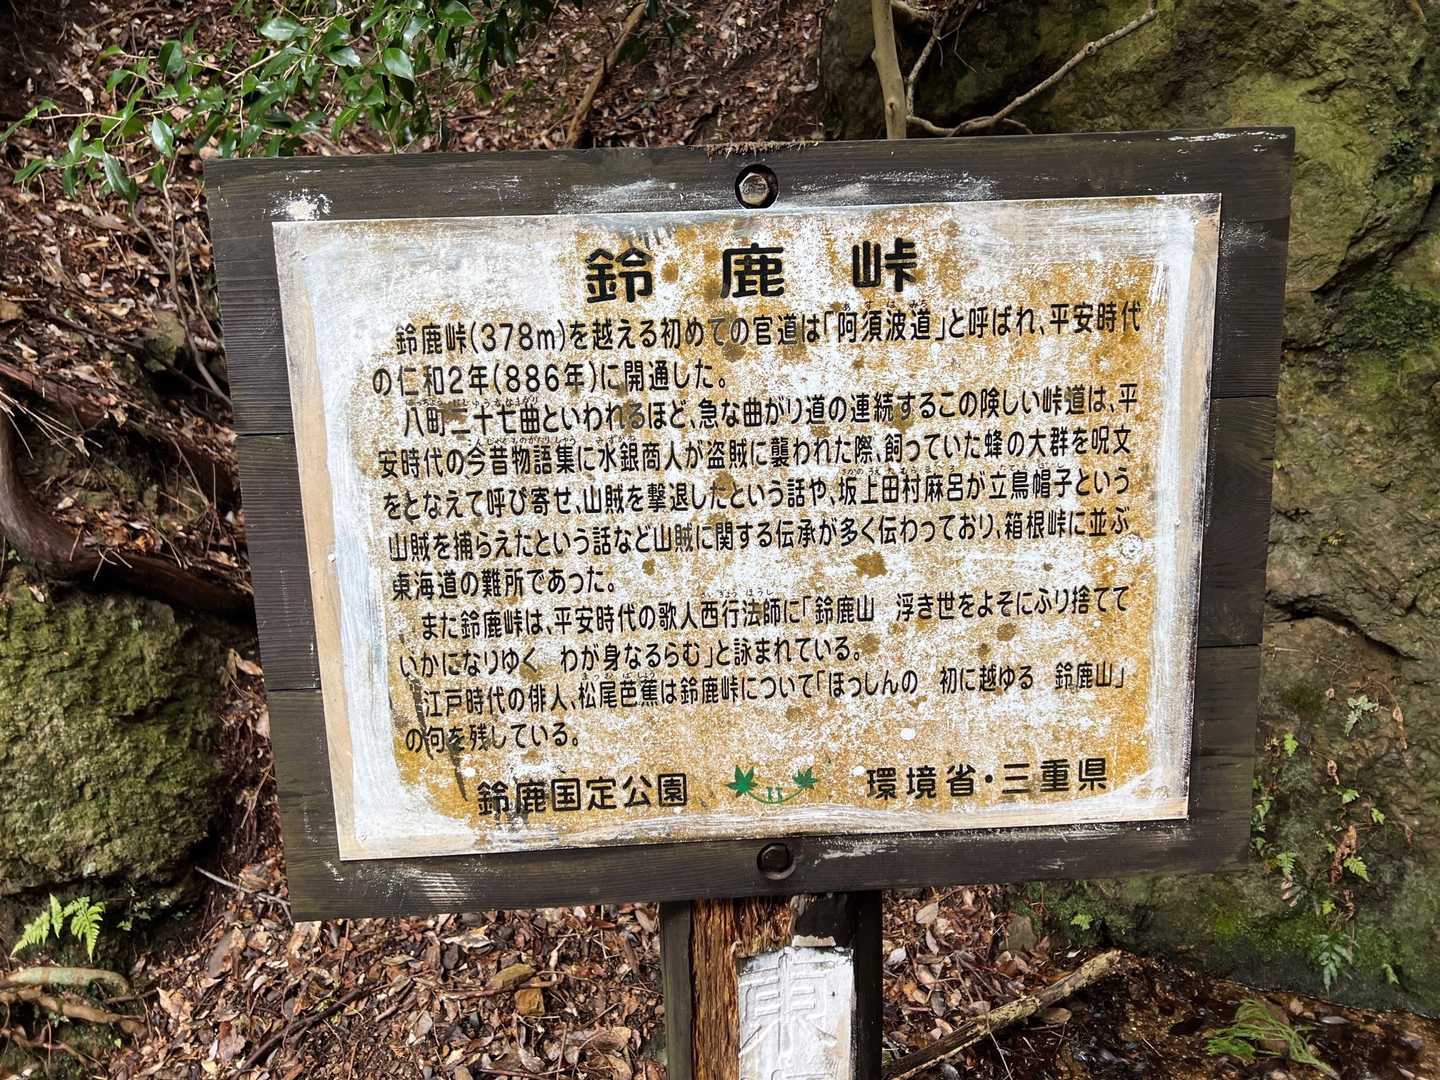 鈴鹿峠
鈴鹿峠(378m)を越える初めての官道は「阿須波道」と呼ばれ、平安時代
の仁和2年(886年)に開通した。
八町二十七曲といわれるほど、急な曲がり道の連続するこの険しい峠道は、平
安時代の今昔物語集に水銀商人が盗賊に襲われた際、飼っていた蜂の大群を呪文
をとなえて呼び寄せ、山賊を撃退したという話や、坂上田村麻呂が立鳥帽子という
山賊を捕らえたという話など山賊に関する伝承が多く伝わっており、箱根峠に並ぶ
東海道の難所であった。
また鈴鹿峠は、平安時代の歌人西行法師に「鈴鹿山　浮き世をよそにふり捨てて
いかになりゆく　わが身なるらむ」と詠まれている。
江戸時代の俳人、松尾芭蕉は鈴鹿峠について「ほっしんの　初に越ゆる　鈴鹿山」
の句を残している。
鈴鹿国定公園　環境省・三重県
東